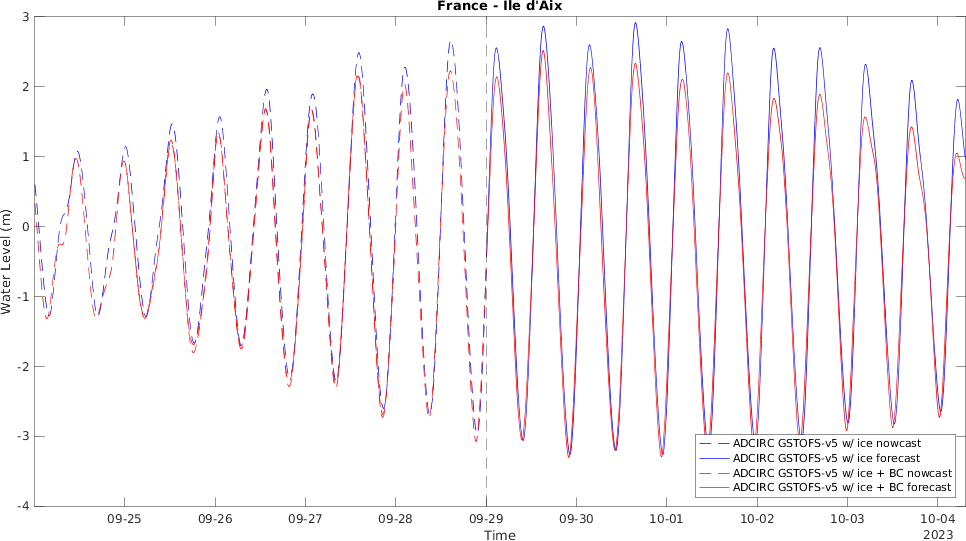 France - Ile d'Aix
3
2
1
0
-1
-2
-3
-4
Water Level (m)
09-25 09-26 09-27 09-28 09-29 09-30 10-01 10-02 10-03 10-04
Time
2023
ADCIRC GSTOFS-v5 w/ ice nowcast
ADCIRC GSTOFS-v5 w/ ice forecast
ADCIRC GSTOFS-v5 w/ ice + BC nowcast
ADCIRC GSTOFS-v5 w/ ice + BC forecast